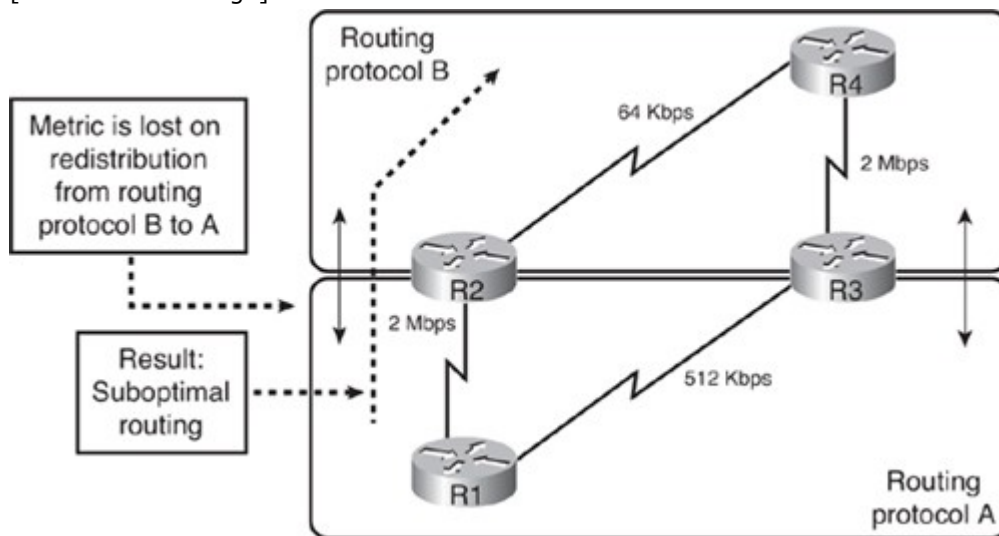 Routing
protocol B
R4
64 Kbps
Metric is lost on
redistribution
from routing
protocol B to A
2 Mbps
R2
R3
2 Mbps
Result:
Suboptimal
routing
512 Kbps
R1
Routing
protocol A